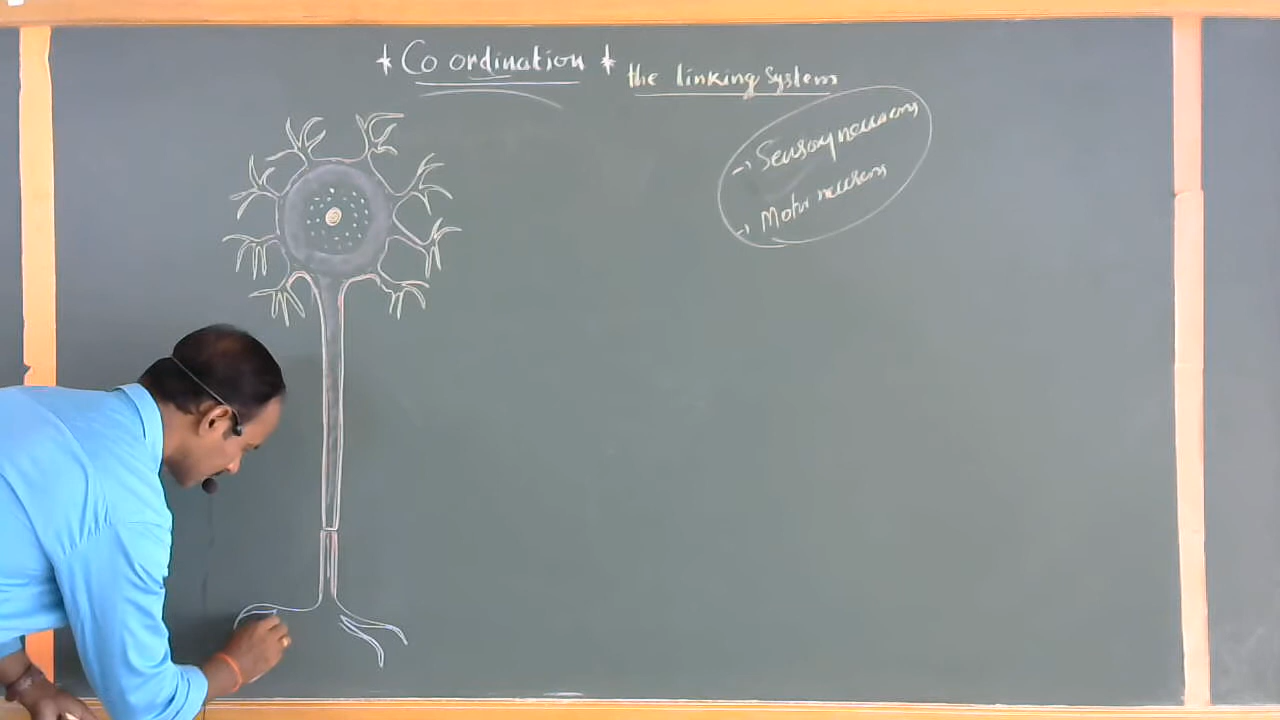 * Co ordination *
the linking system
→ Sensory neurons
→ Motor neurons